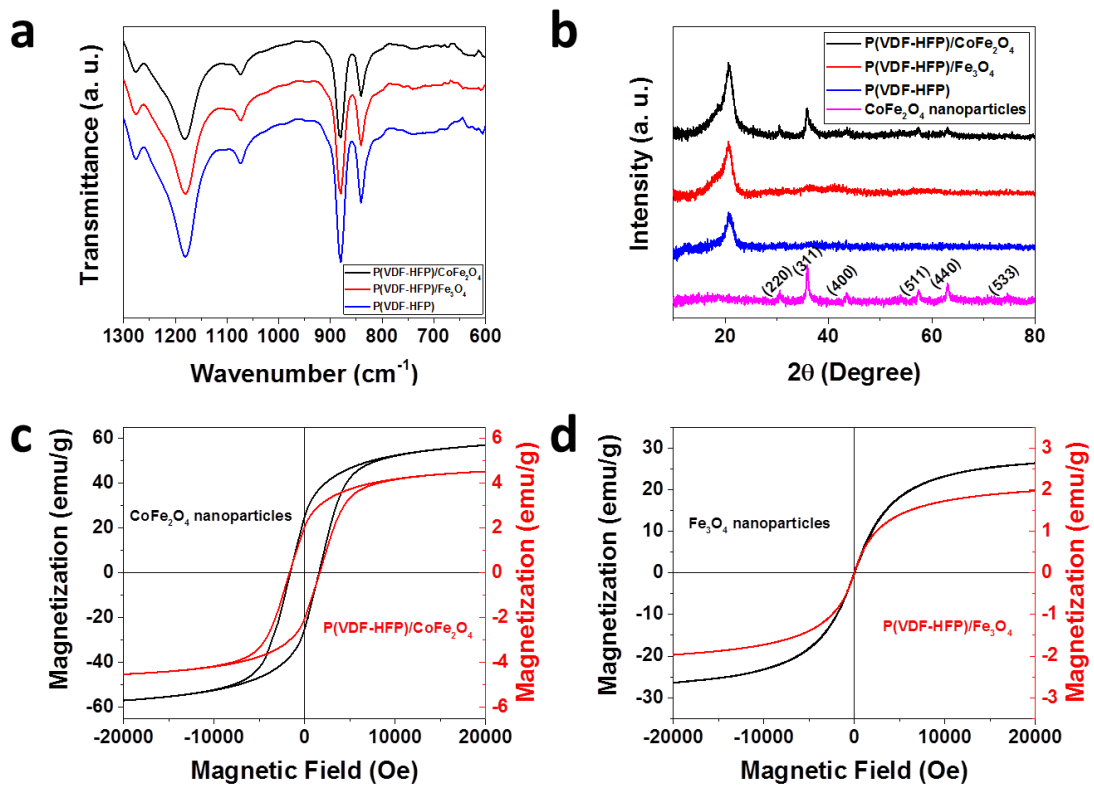 a
Transmittance (a. u.)
P(VDF-HFP)/CoFe₂O₄
P(VDF-HFP)/Fe₃O₄
P(VDF-HFP)
1300 1200 1100 1000 900 800 700 600
Wavenumber (cm⁻¹)
b
Intensity (a. u.)
P(VDF-HFP)/CoFe₂O₄
P(VDF-HFP)/Fe₃O₄
P(VDF-HFP)
CoFe₂O₄ nanoparticles
(220) (311) (400) (511) (440) (533)
20 40 60 80
2θ (Degree)
c
Magnetization (emu/g)
60
40
20
0
-20
-40
-60
CoFe₂O₄ nanoparticles
P(VDF-HFP)/CoFe₂O₄
6
4
2
0
-2
-4
-6
Magnetization (emu/g)
-20000 -10000 0 10000 20000
Magnetic Field (Oe)
d
Magnetization (emu/g)
30
20
10
0
-10
-20
-30
Fe₃O₄ nanoparticles
P(VDF-HFP)/Fe₃O₄
3
2
1
0
-1
-2
-3
Magnetization (emu/g)
-20000 -10000 0 10000 20000
Magnetic Field (Oe)